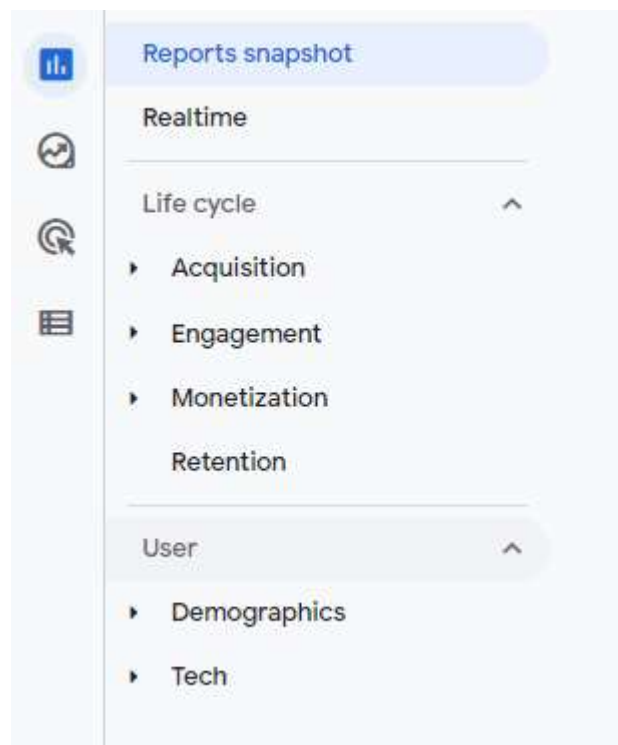 Reports snapshot
Realtime
Life cycle
Acquisition
Engagement
Monetization
Retention
User
Demographics
Tech